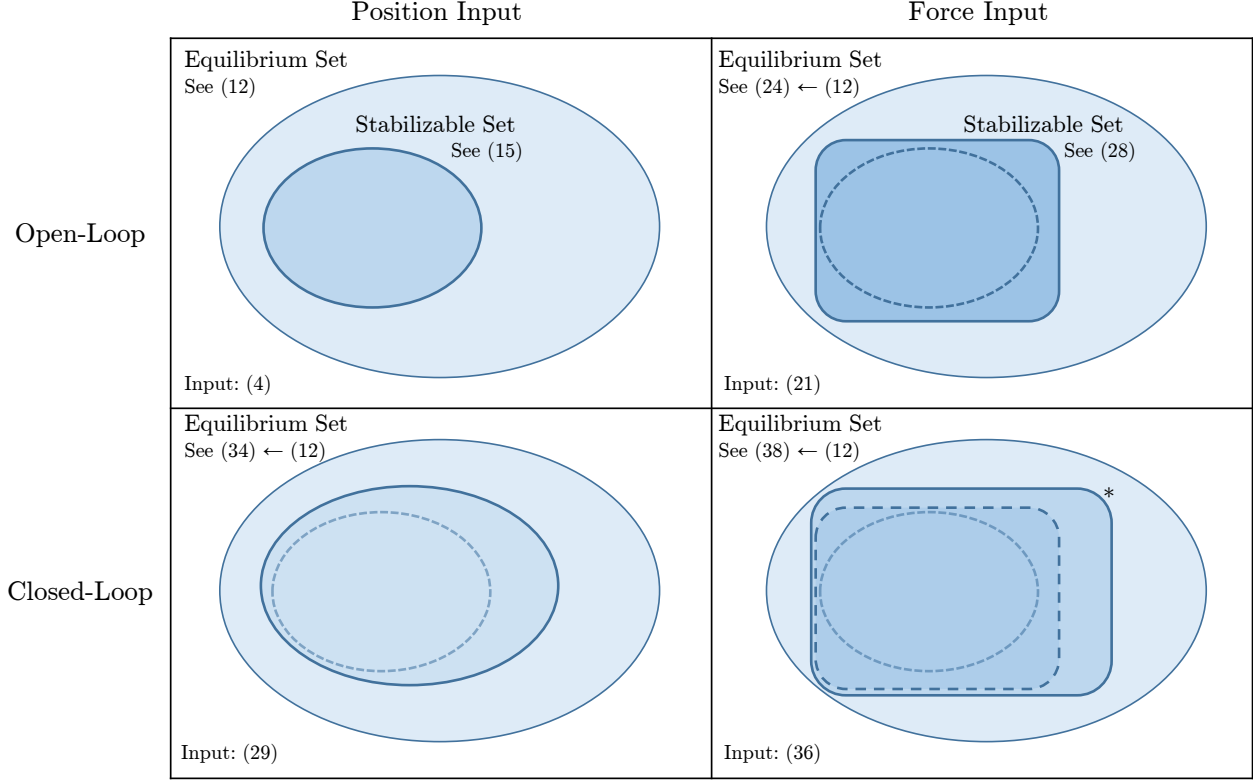 Position Input
Force Input
Equilibrium Set
See (12)
Stabilizable Set
See (15)
Input: (4)
Equilibrium Set
See (24) ← (12)
Stabilizable Set
See (28)
Input: (21)
Open-Loop
Equilibrium Set
See (34) ← (12)
Input: (29)
Equilibrium Set
See (38) ← (12)
*
Input: (36)
Closed-Loop